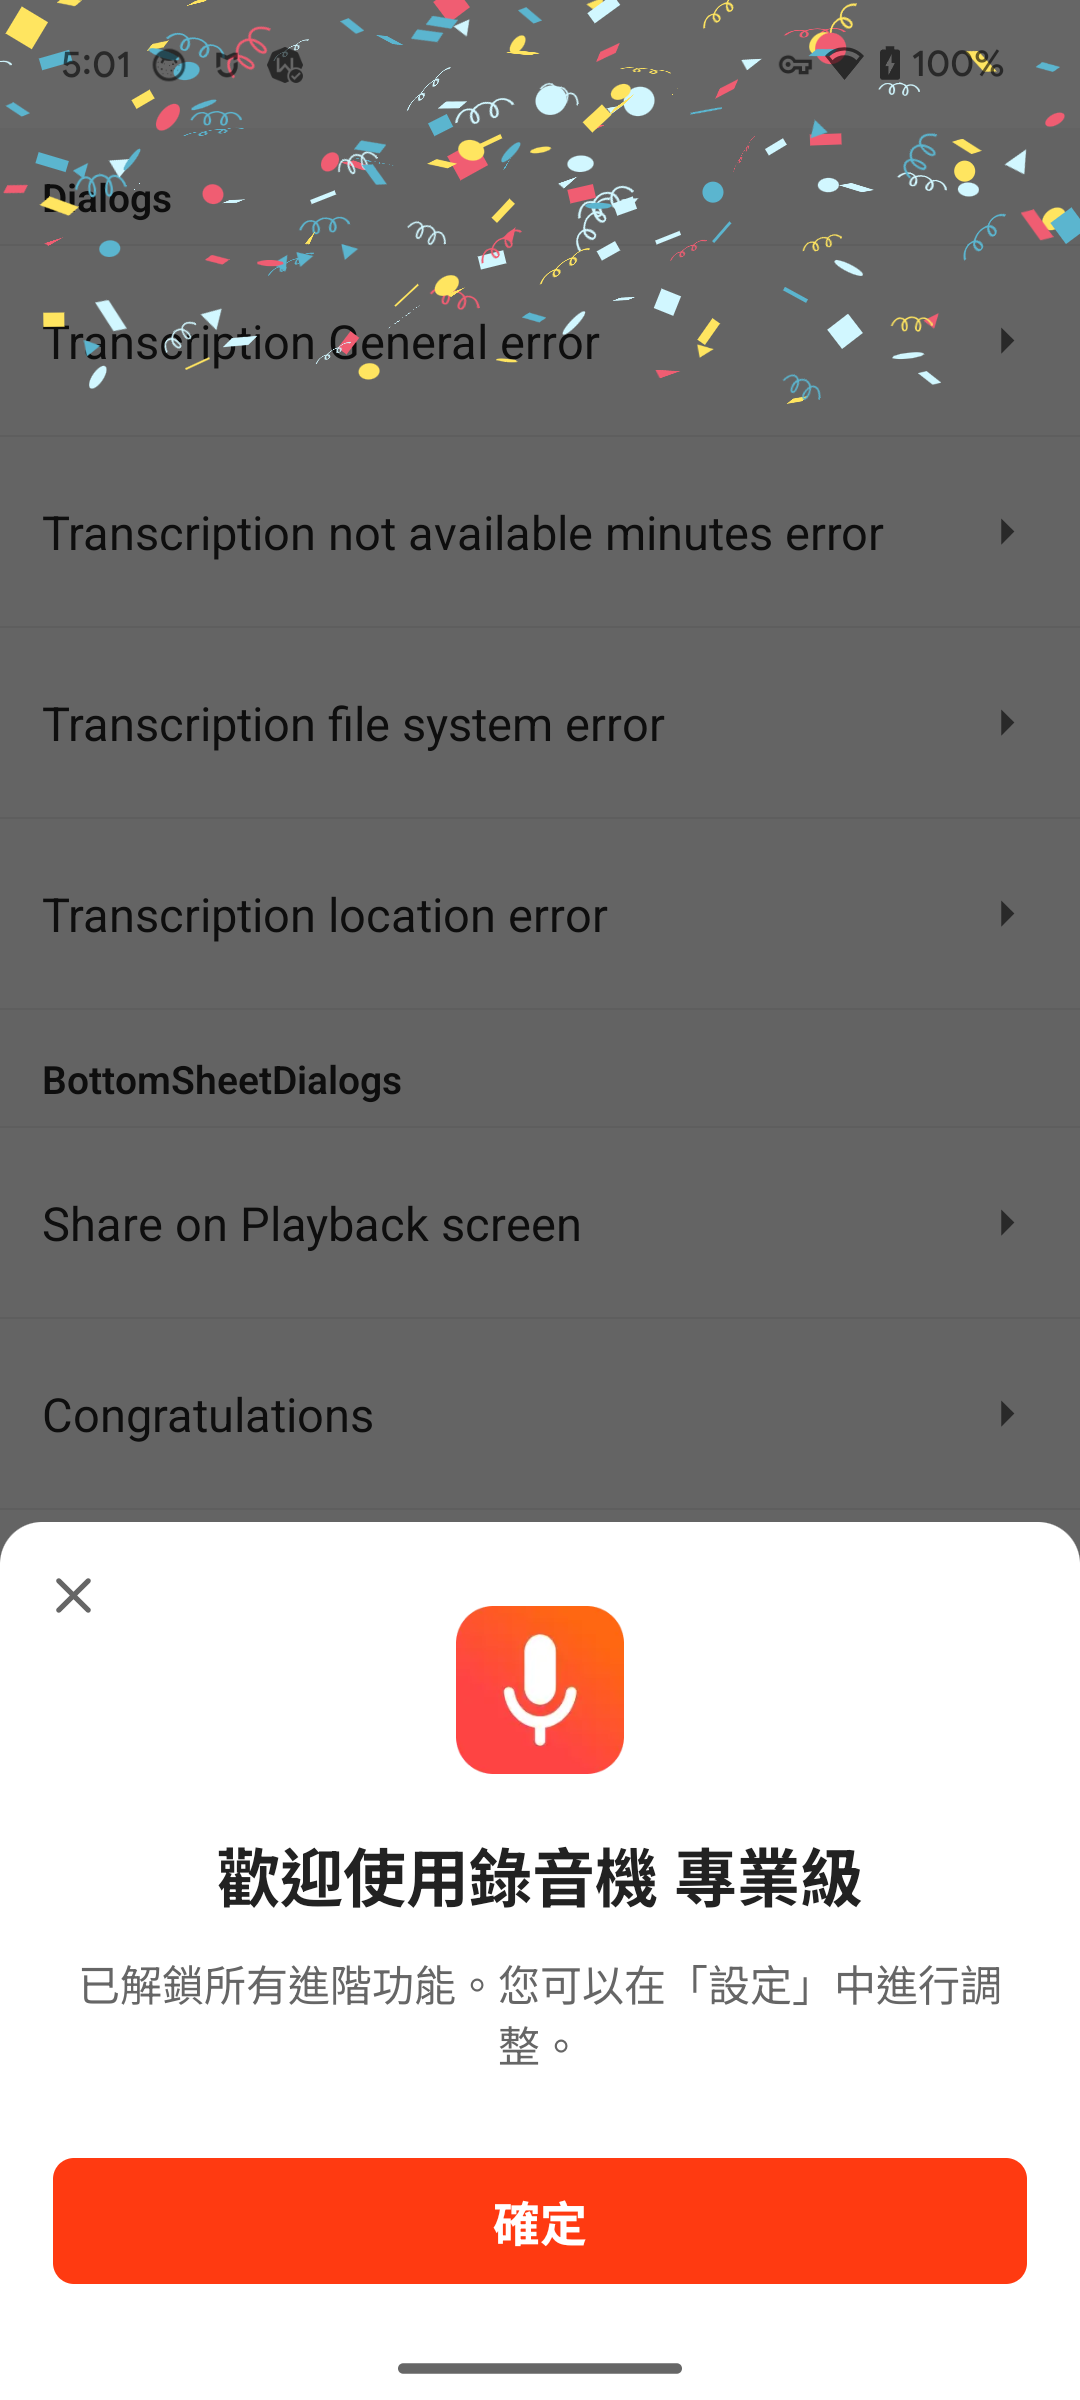 5:01
100%
Dialogs
Transcription General error
Transcription not available minutes error
Transcription file system error
Transcription location error
BottomSheetDialogs
Share on Playback screen
Congratulations
歡迎使用錄音機 專業級
已解鎖所有進階功能。您可以在「設定」中進行調
整。
確定